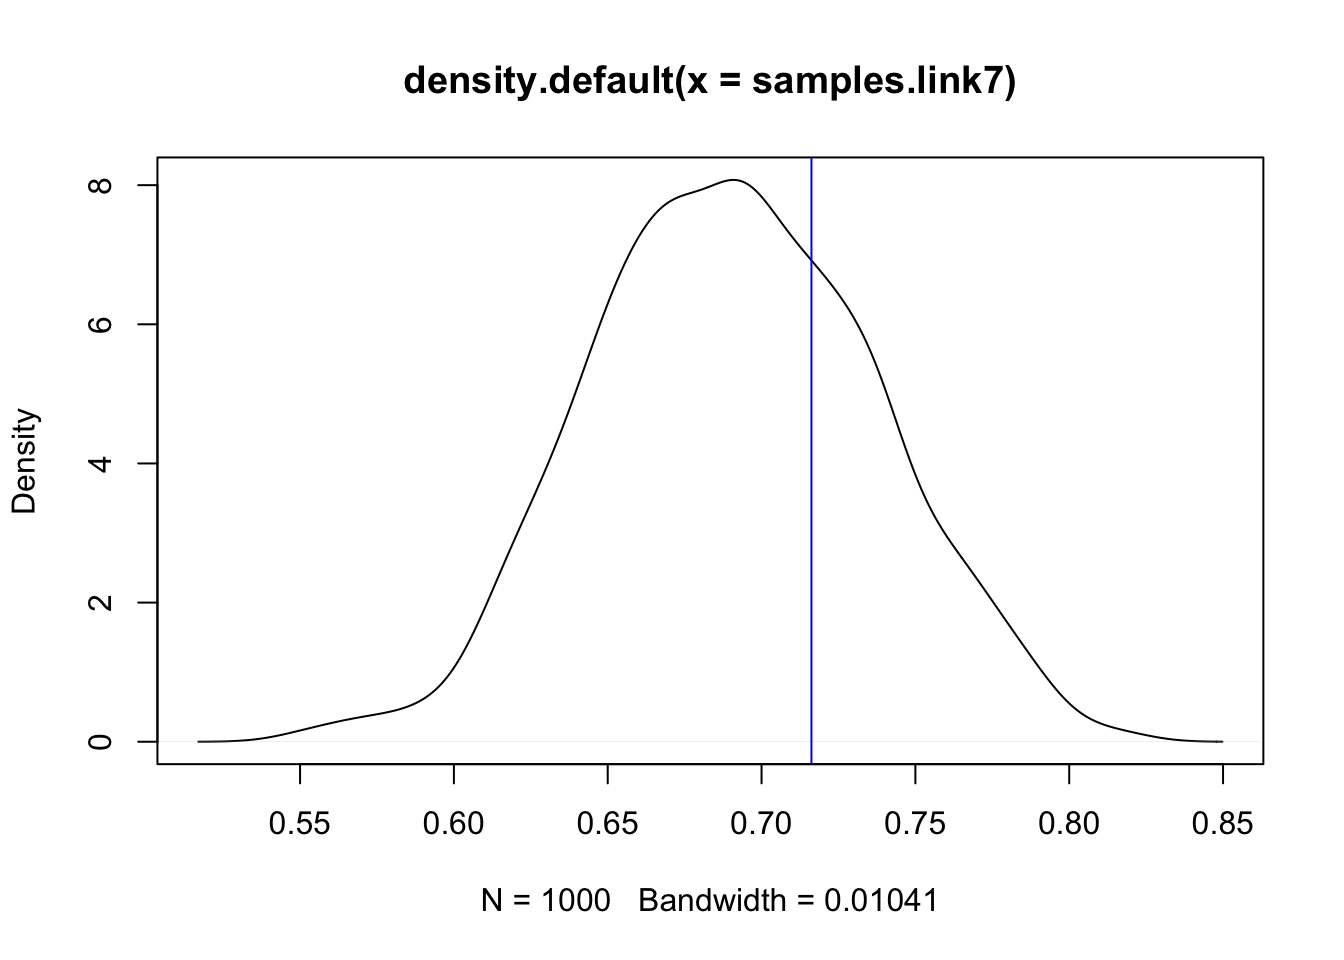 density.default(x = samples.link7)
Density
8
6
4
2
0
0.55 0.60 0.65 0.70 0.75 0.80 0.85
N = 1000 Bandwidth = 0.01041